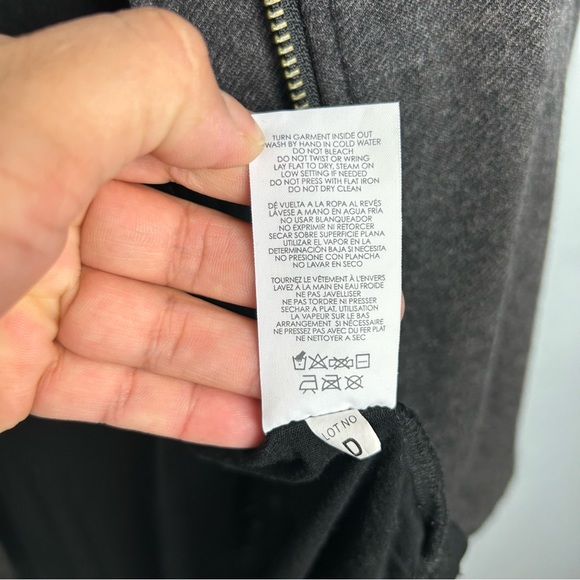 TURN GARMENT INSIDE OUT
WASH BY HAND IN COLD WATER
DO NOT BLEACH
DO NOT TWIST OR WRING
LAY FLAT TO DRY, STEAM ON
LOW SETTING IF NEEDED
DO NOT PRESS WITH FLAT IRON
DO NOT DRY CLEAN
DÉ VUELTA A LA ROPA AL REVÉS
LÁVESE A MANO EN AGUA FRÍA
NO USAR BLANQUEADOR
NO EXPRIMIR NI RETORCER
SECAR SOBRE SUPERFICIE PLANA
UTILIZAR EL VAPOR EN LA
DETERMINACIÓN BAJA SI NECESITA
NO PRESIONE CON PLANCHA
NO LAVAR EN SECO
TOURNEZ LE VÊTEMENT À L'ENVERS
LAVEZ A LA MAIN EN EAU FROIDE
NE PAS JAVELLISER
NE PAS TORDRE NI PRESSER
SECHAR A PLAT, UTILISATION
LA VAPEUR SUR LE BAS
ARRANGEMENT SI NÉCESSAIRE
NE PRESSEZ PAS AVEC DU FER PLAT
NE NETTOYER A SEC
LOT NO
D